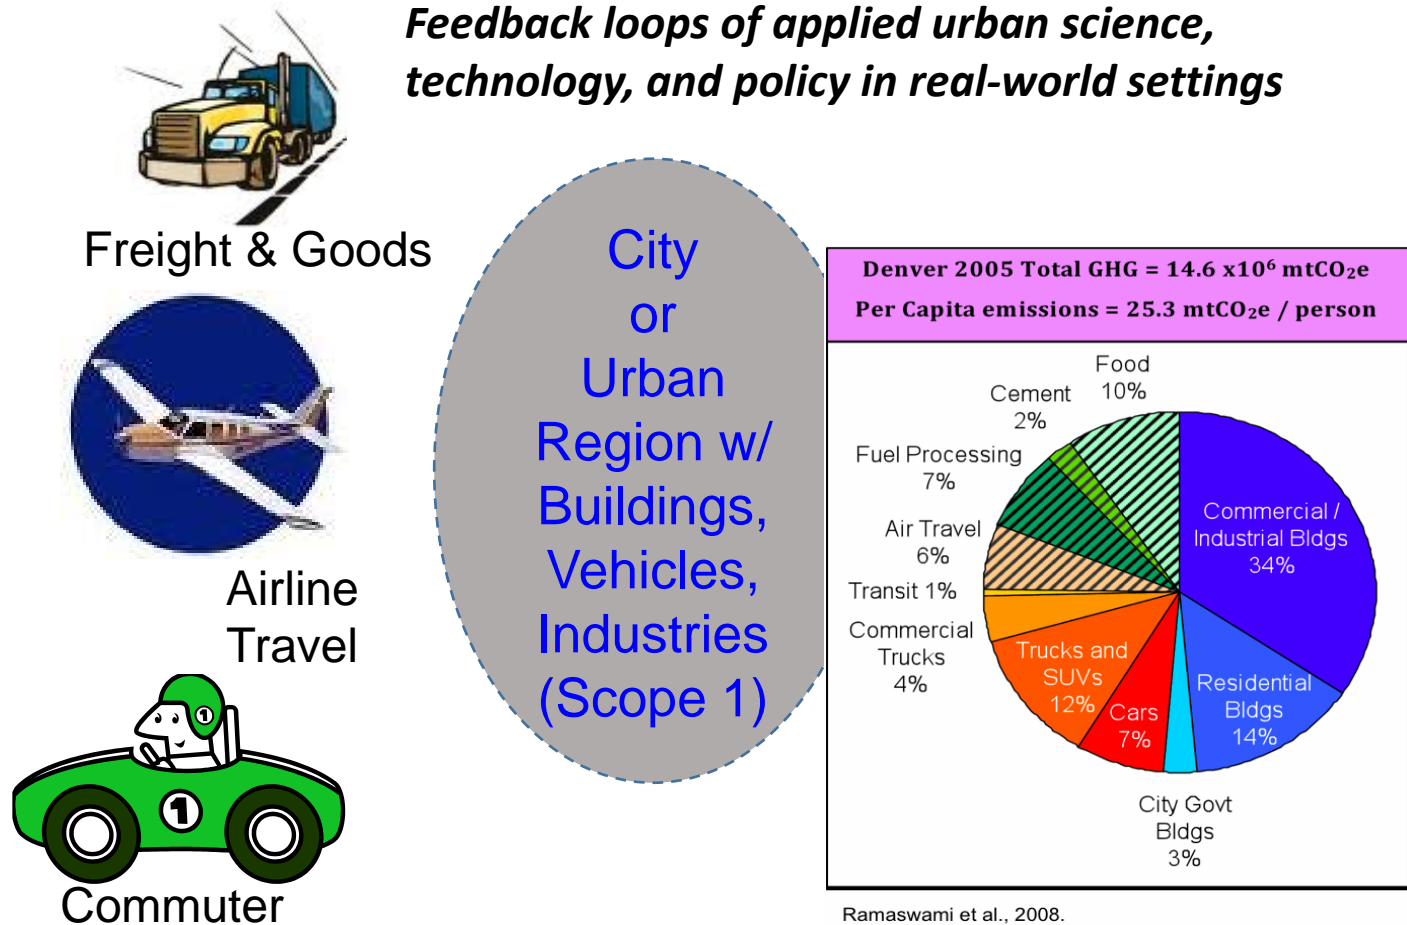 Feedback loops of applied urban science,
technology, and policy in real-world settings
Freight & Goods
Airline
Travel
1
1
Commuter
City
or
Urban
Region w/
Buildings,
Vehicles,
Industries
(Scope 1)
Denver 2005 Total GHG = 14.6 x10⁶ mtCO₂e
Per Capita emissions = 25.3 mtCO₂e / person
Food
10%
Cement
2%
Fuel Processing
7%
Air Travel
6%
Transit 1%
Commercial
Trucks
4%
Trucks and
SUVs
12%
Cars
7%
City Govt
Bldgs
3%
Residential
Bldgs
14%
Commercial /
Industrial Bldgs
34%
Ramaswami et al., 2008.